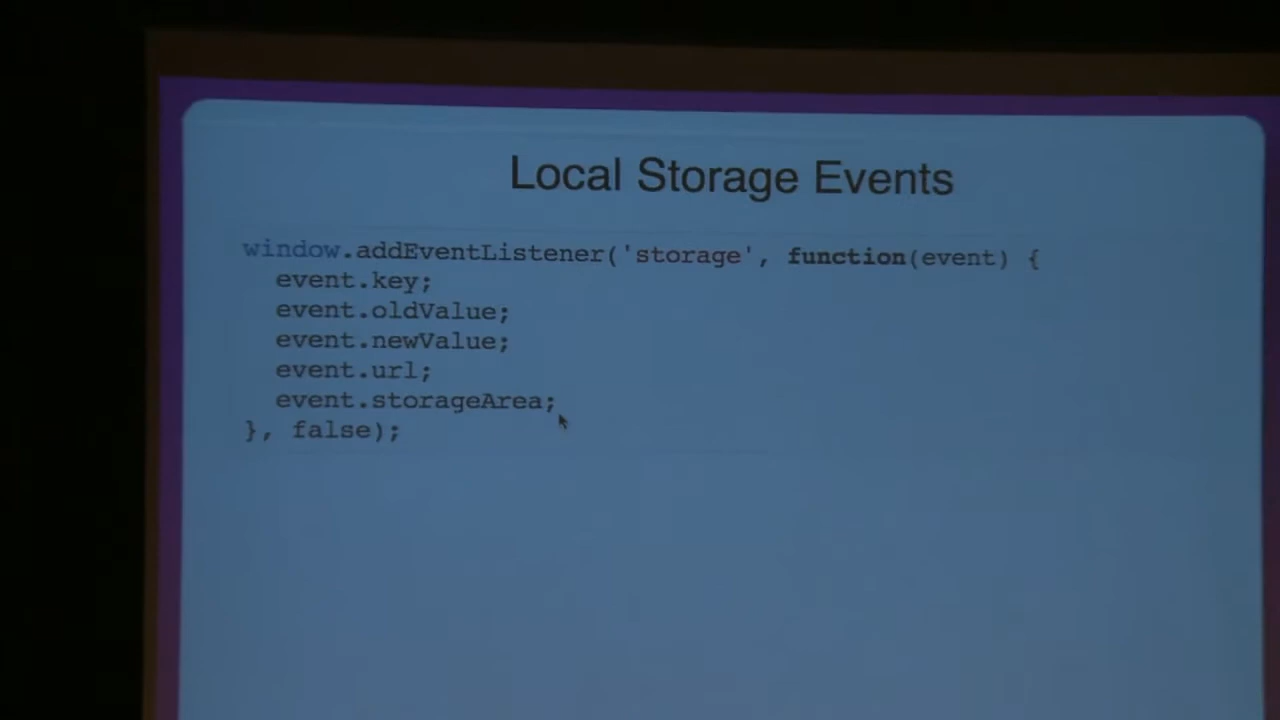 Local Storage Events
window.addEventListener('storage', function(event) {
  event.key;
  event.oldValue;
  event.newValue;
  event.url;
  event.storageArea;
}, false);